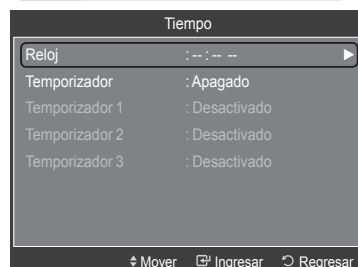 Tiempo
Reloj : -- : -- --
Temporizador : Apagado
Temporizador 1 : Desactivado
Temporizador 2 : Desactivado
Temporizador 3 : Desactivado
Mover Ingresar Regresar